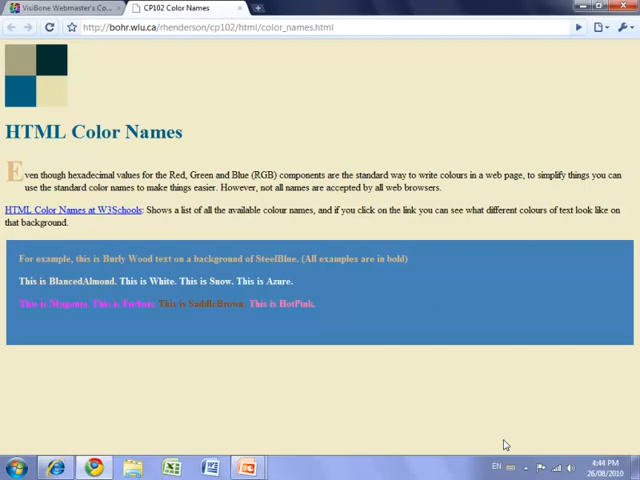 VisiBone Webmaster's Co...
CP102 Color Names
http://bohr.wlu.ca/rhenderson/cp102/html/color_names.html
HTML Color Names
Even though hexadecimal values for the Red, Green and Blue (RGB) components are the standard way to write colours in a web page, to simplify things you can
use the standard color names to make things easier. However, not all names are accepted by all web browsers.
HTML Color Names at W3Schools: Shows a list of all the available colour names, and if you click on the link you can see what different colours of text look like on
that background.
For example, this is Burly Wood text on a background of SteelBlue. (All examples are in bold)
This is BlancedAlmond. This is White. This is Snow. This is Azure.
This is Magenta. This is Fuchsia. This is SaddleBrown. This is HotPink.
EN
4:44 PM
26/08/2010